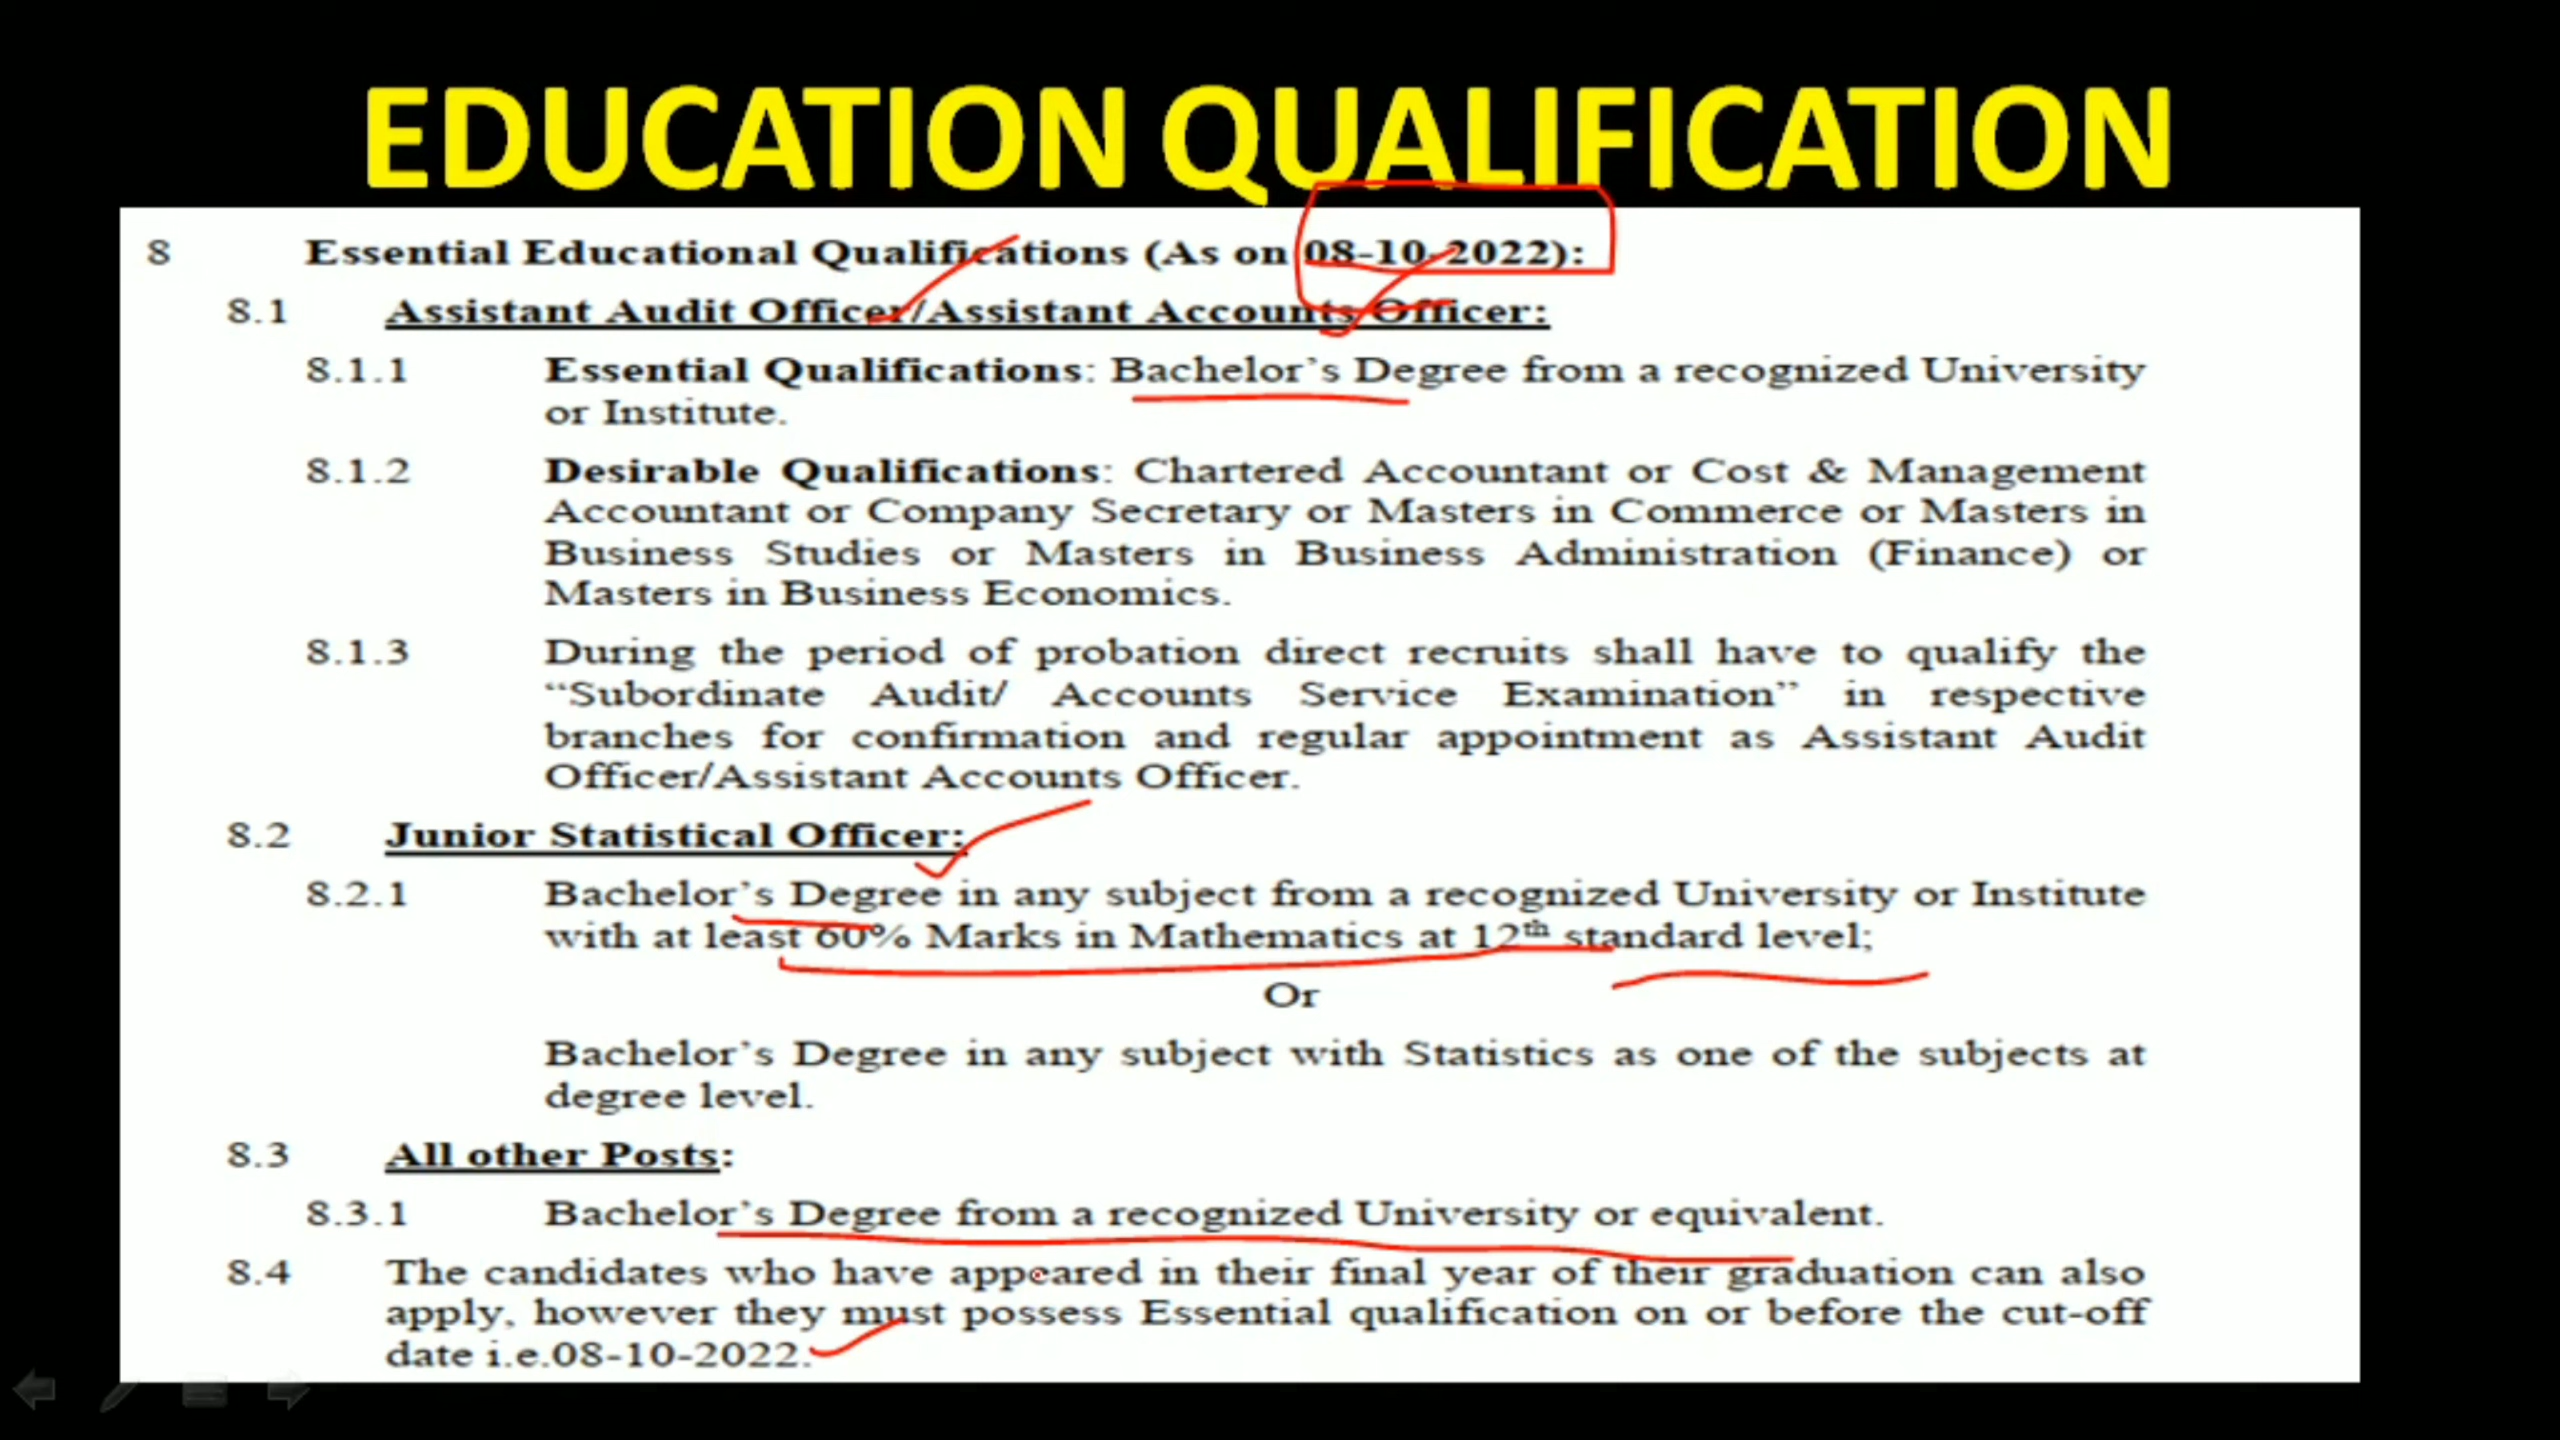 EDUCATION QUALIFICATION
8 Essential Educational Qualifications (As on 08-10-2022):
8.1 Assistant Audit Officer/Assistant Accounts Officer:
8.1.1 Essential Qualifications: Bachelor's Degree from a recognized University
or Institute.
8.1.2 Desirable Qualifications: Chartered Accountant or Cost & Management
Accountant or Company Secretary or Masters in Commerce or Masters in
Business Studies or Masters in Business Administration (Finance) or
Masters in Business Economics.
8.1.3 During the period of probation direct recruits shall have to qualify the
“Subordinate Audit/ Accounts Service Examination” in respective
branches for confirmation and regular appointment as Assistant Audit
Officer/Assistant Accounts Officer.
8.2 Junior Statistical Officer:
8.2.1 Bachelor's Degree in any subject from a recognized University or Institute
with at least 60% Marks in Mathematics at 12th standard level;
Or
Bachelor's Degree in any subject with Statistics as one of the subjects at
degree level.
8.3 All other Posts:
8.3.1 Bachelor's Degree from a recognized University or equivalent.
8.4 The candidates who have appeared in their final year of their graduation can also
apply, however they must possess Essential qualification on or before the cut-off
date i.e.08-10-2022.